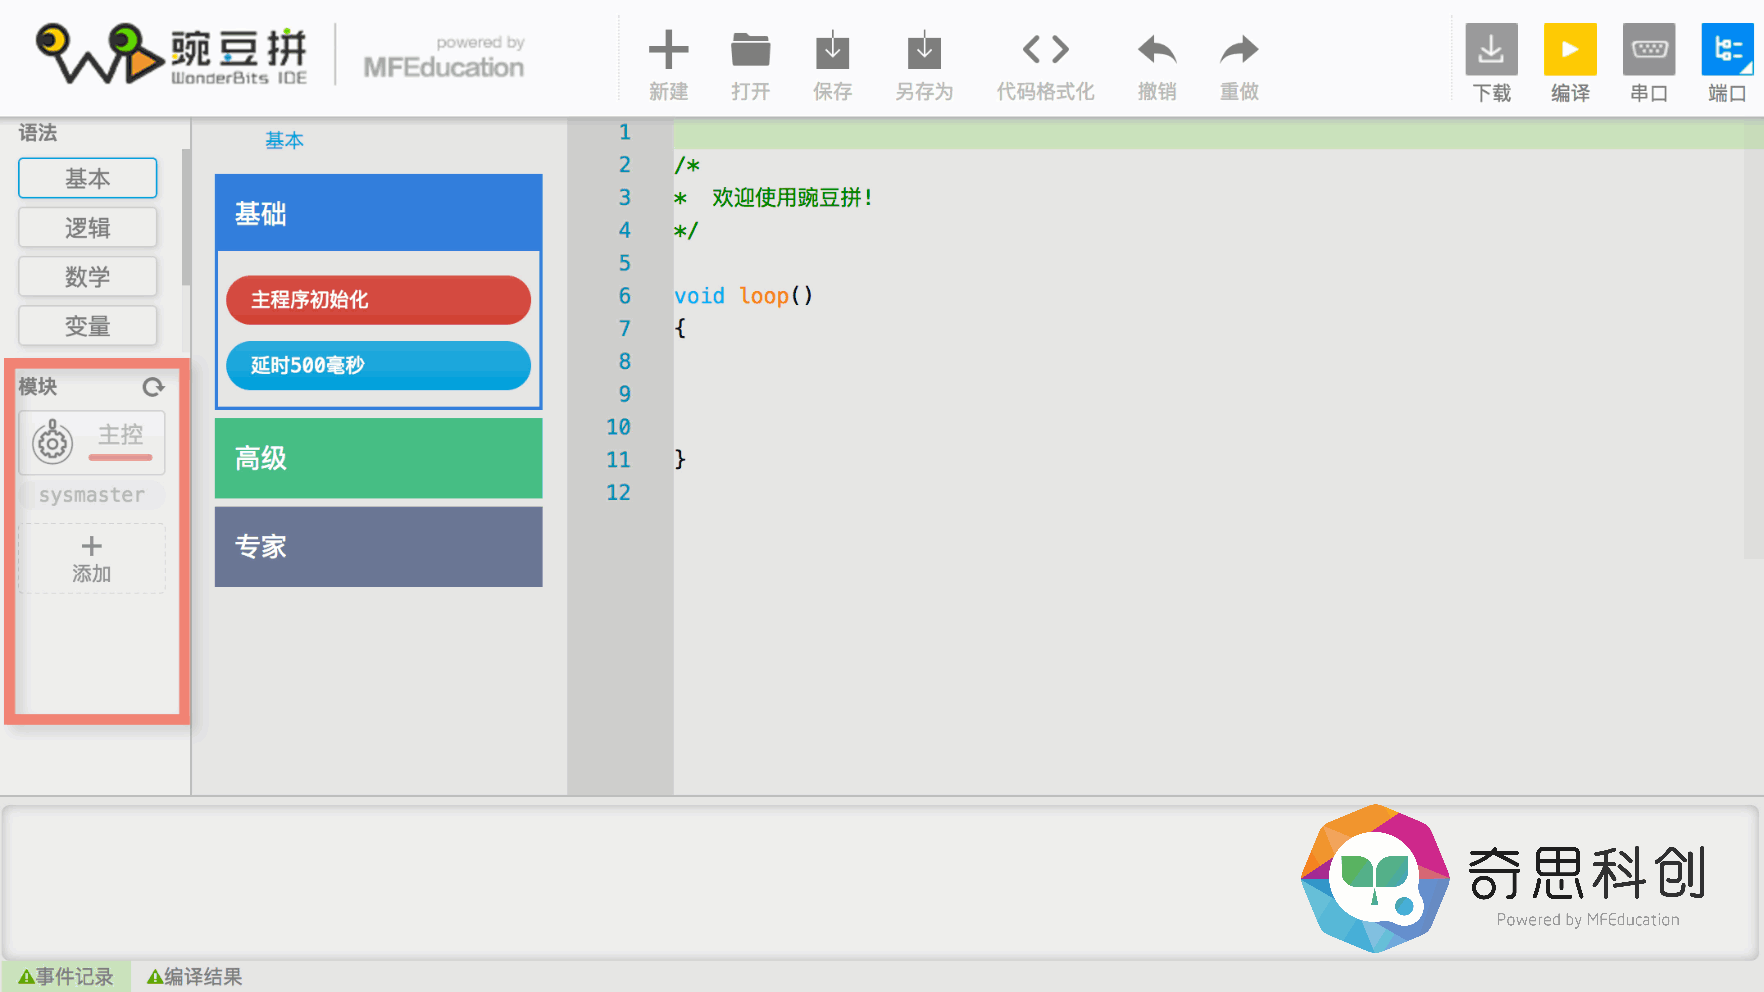 豌豆拼
WonderBits IDE
powered by
MFEducation
新建
打开
保存
另存为
代码格式化
撤销
重做
下载
编译
串口
端口
语法
基本
逻辑
数学
变量
模块
主控
sysmaster
添加
基本
基础
主程序初始化
延时500毫秒
高级
专家
1
2 /*
3 *  欢迎使用豌豆拼!
4 */
5
6 void loop()
7 {
8
9
10
11 }
12
奇思科创
Powered by MFEducation
事件记录
编译结果